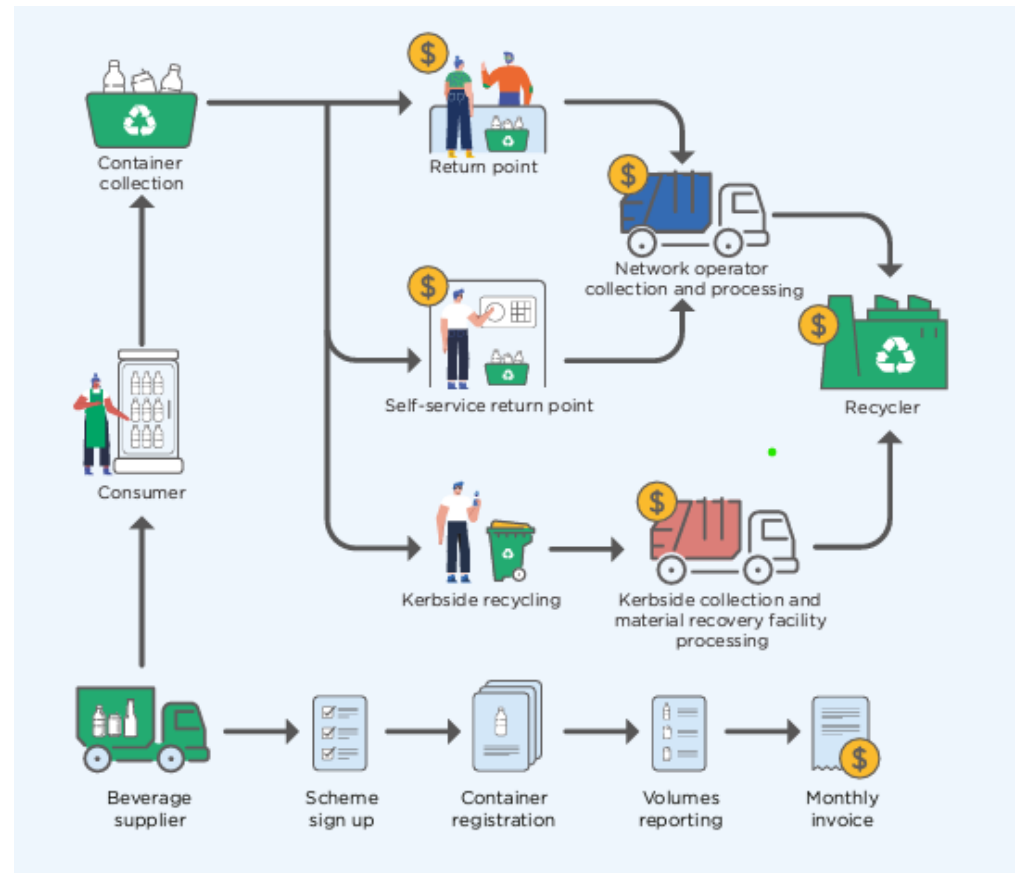 $
Container
collection
Return point
$
Network operator
collection and processing
$
Self-service return point
$
Recycler
Consumer
$
Kerbside recycling
Kerbside collection and
material recovery facility
processing
Beverage
supplier
Scheme
sign up
Container
registration
Volumes
reporting
$
Monthly
invoice